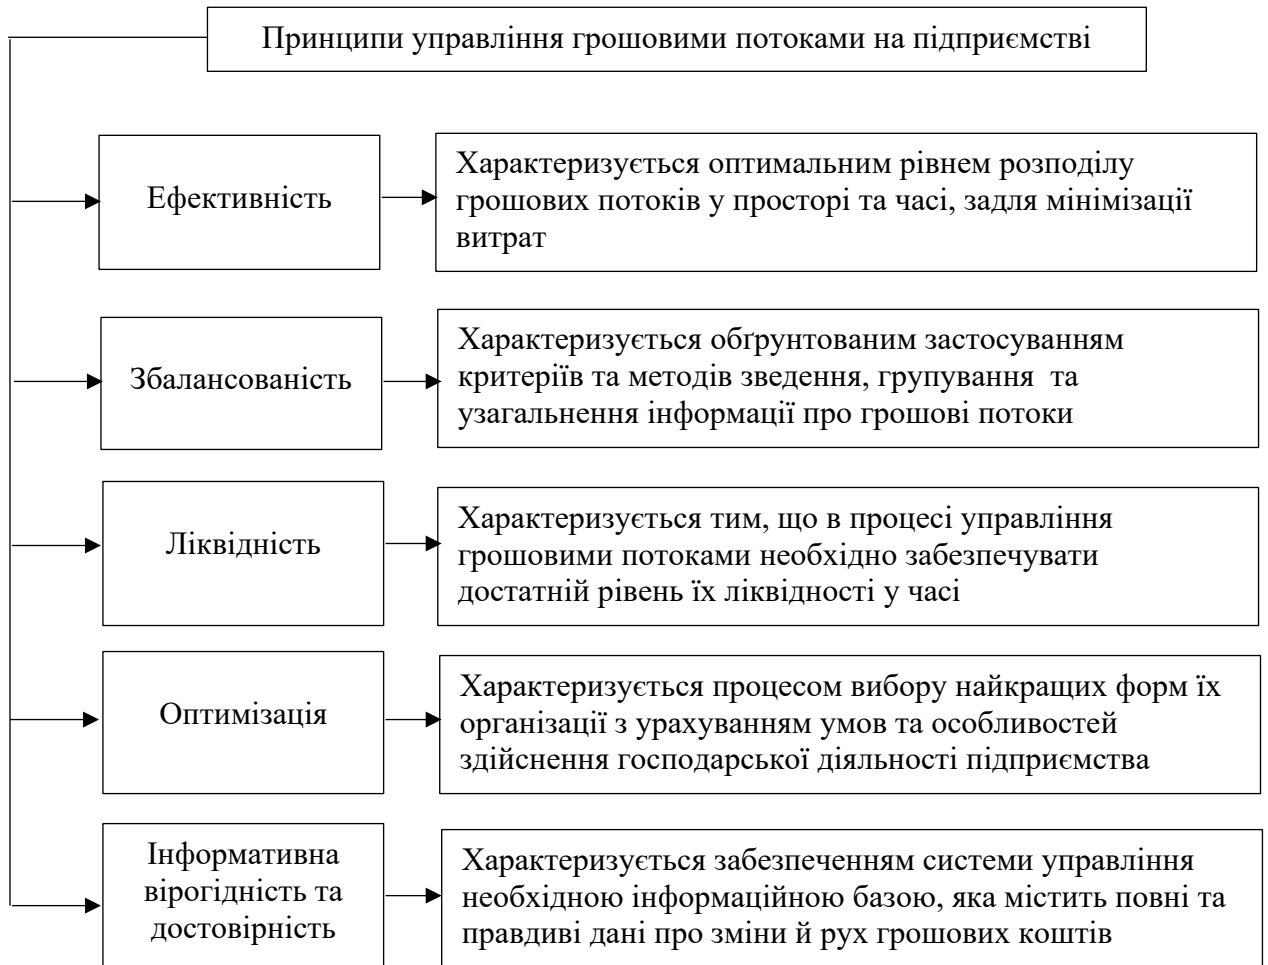 Принципи управління грошовими потоками на підприємстві
Ефективність
Характеризується оптимальним рівнем розподілу
грошових потоків у просторі та часі, задля мінімізації
витрат
Збалансованість
Характеризується обґрунтованим застосуванням
критеріїв та методів зведення, групування та
узагальнення інформації про грошові потоки
Ліквідність
Характеризується тим, що в процесі управління
грошовими потоками необхідно забезпечувати
достатній рівень їх ліквідності у часі
Оптимізація
Характеризується процесом вибору найкращих форм їх
організації з урахуванням умов та особливостей
здійснення господарської діяльності підприємства
Інформативна
вірогідність та
достовірність
Характеризується забезпеченням системи управління
необхідною інформаційною базою, яка містить повні та
правдиві дані про зміни й рух грошових коштів